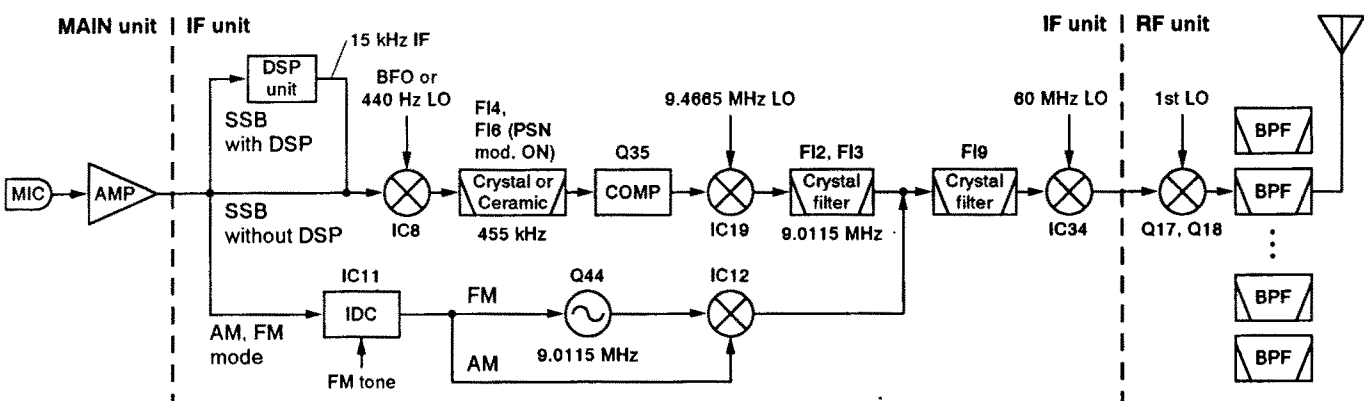 MAIN unit
IF unit
IF unit
RF unit
15 kHz IF
DSP
unit
BFO or
440 Hz LO
FI4,
FI6 (PSN
mod. ON)
9.4665 MHz LO
60 MHz LO
1st LO
SSB
with DSP
Q35
FI2, FI3
FI9
BPF
MIC
AMP
Crystal or
Ceramic
COMP
Crystal
filter
Crystal
filter
BPF
SSB
without DSP
IC8
455 kHz
IC19
9.0115 MHz
IC34
Q17, Q18
IC11
Q44
IC12
IDC
FM
BPF
AM, FM
mode
9.0115 MHz
AM
BPF
FM tone